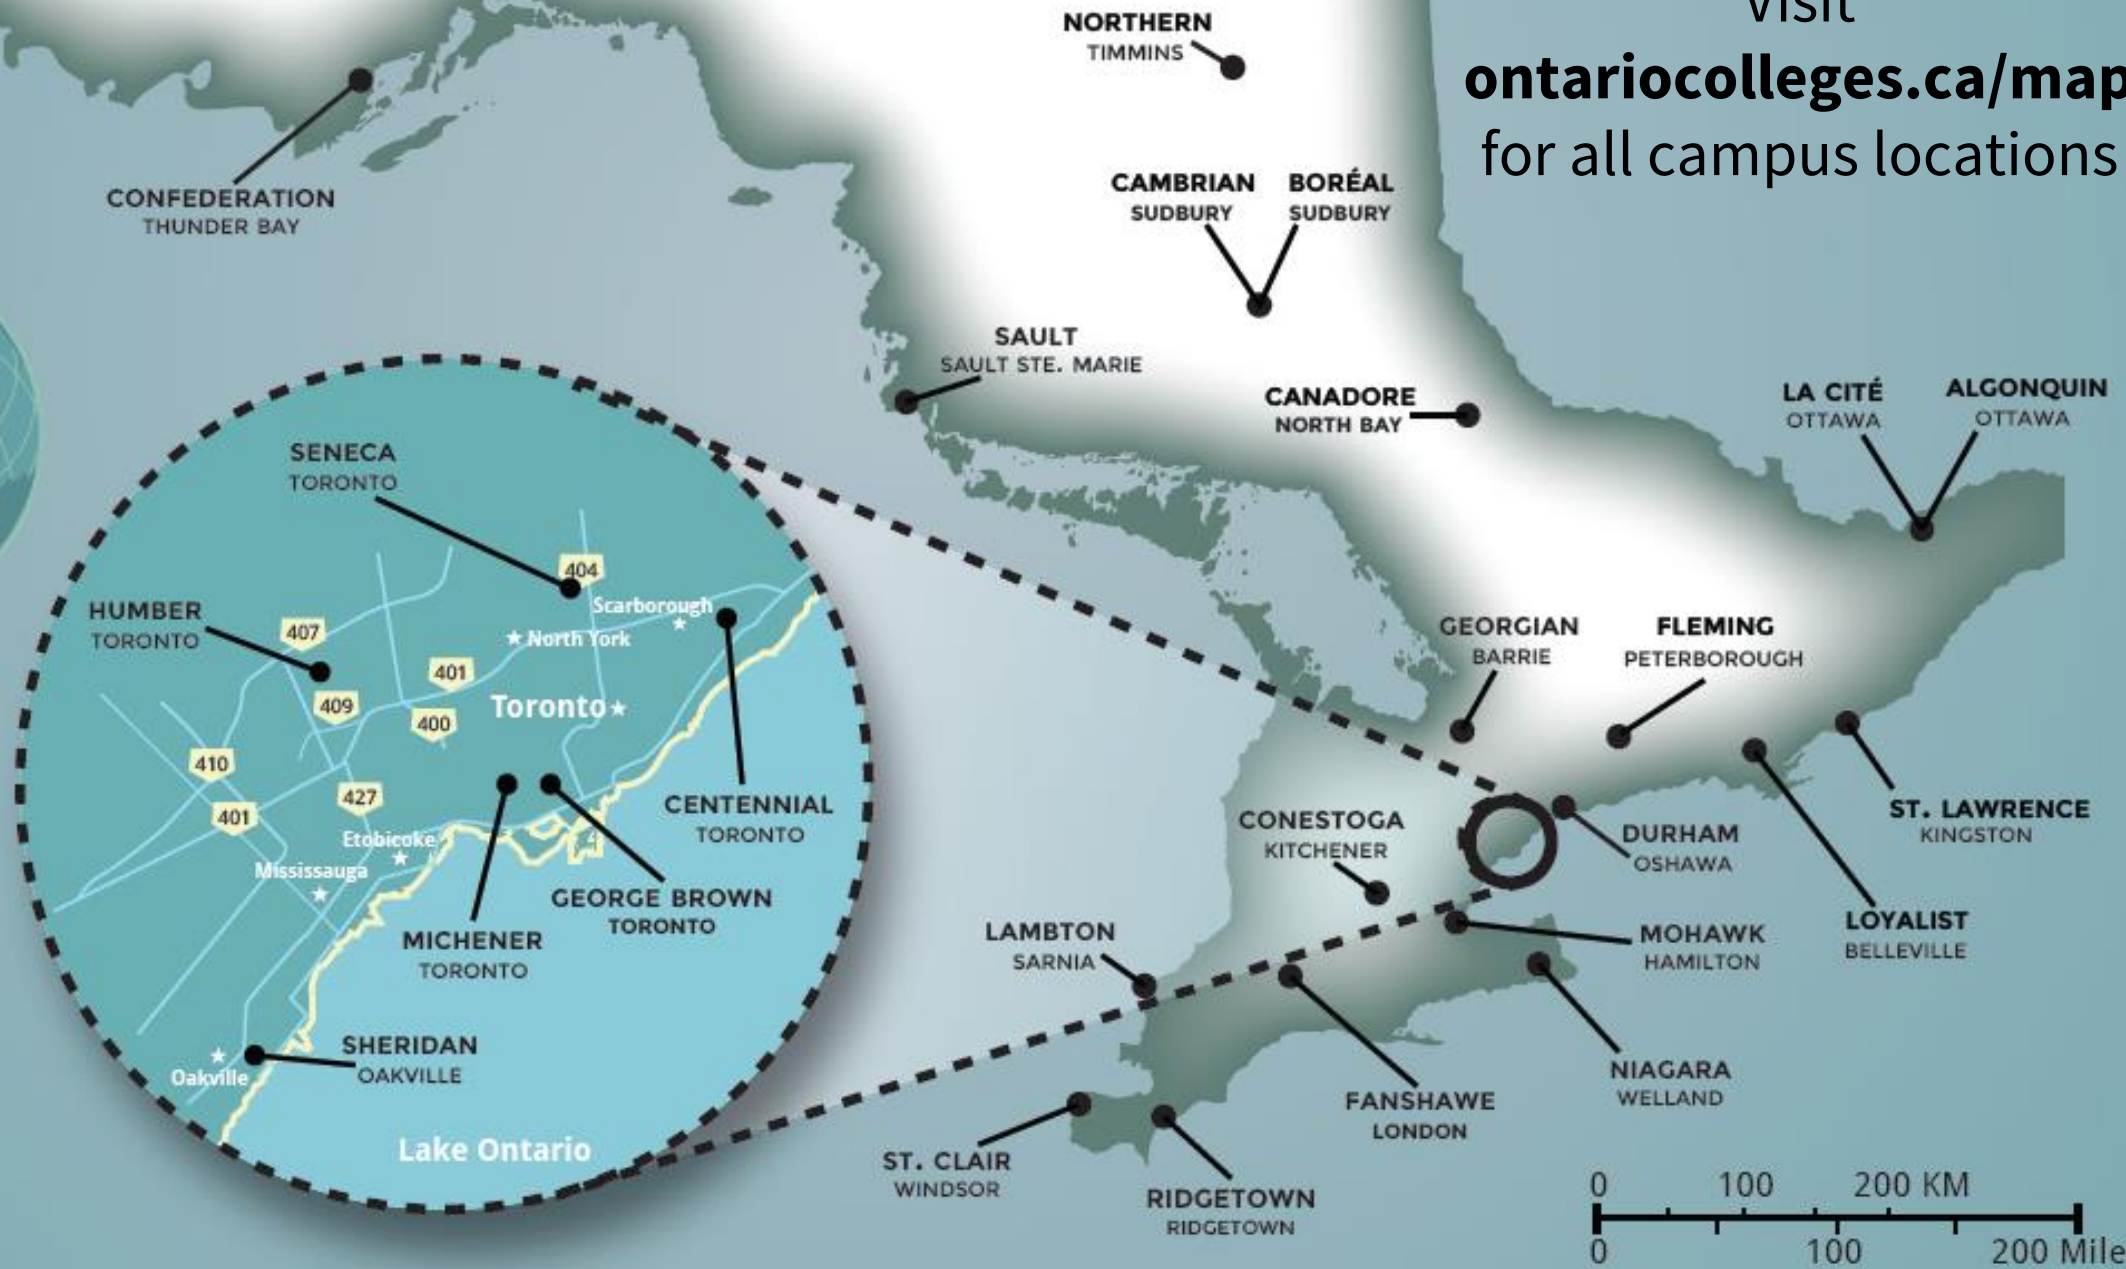 Visit
ontariocolleges.ca/map
for all campus locations
NORTHERN
TIMMINS
CONFEDERATION
THUNDER BAY
CAMBRIAN
SUDBURY
BORÉAL
SUDBURY
SAULT
SAULT STE. MARIE
CANADORE
NORTH BAY
LA CITÉ
OTTAWA
ALGONQUIN
OTTAWA
SENECA
TORONTO
404
Scarborough
HUMBER
TORONTO
407
North York
401
409
400
Toronto
410
401
427
Etobicoke
Mississauga
CENTENNIAL
TORONTO
GEORGE BROWN
TORONTO
MICHENER
TORONTO
SHERIDAN
OAKVILLE
Oakville
Lake Ontario
GEORGIAN
BARRIE
FLEMING
PETERBOROUGH
CONESTOGA
KITCHENER
DURHAM
OSHAWA
ST. LAWRENCE
KINGSTON
LOYALIST
BELLEVILLE
MOHAWK
HAMILTON
LAMBTON
SARNIA
NIAGARA
WELLAND
FANSHAWE
LONDON
ST. CLAIR
WINDSOR
RIDGETOWN
RIDGETOWN
0 100 200 KM
0 100 200 Mile